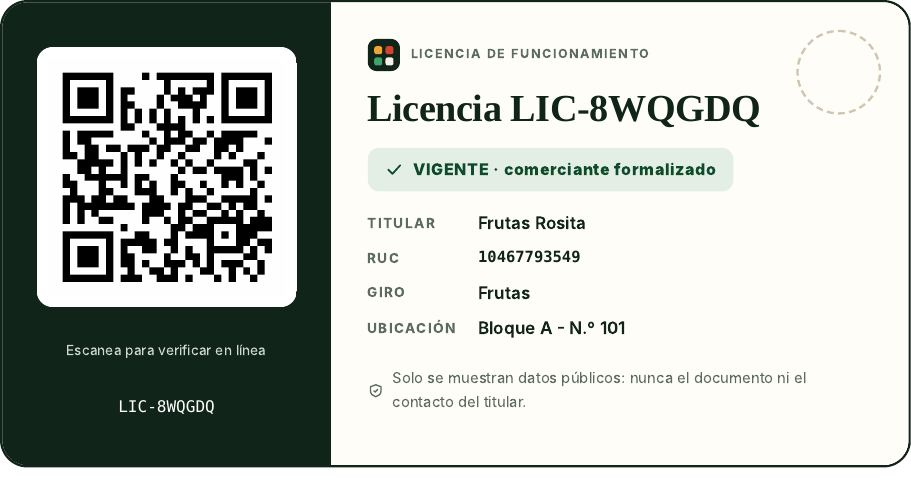 Escanea para verificar en línea
LIC-8WQGDQ
LICENCIA DE FUNCIONAMIENTO
Licencia LIC-8WQGDQ
VIGENTE · comerciante formalizado
TITULAR Frutas Rosita
RUC 10467793549
GIRO Frutas
UBICACIÓN Bloque A - N.º 101
Solo se muestran datos públicos: nunca el documento ni el
contacto del titular.